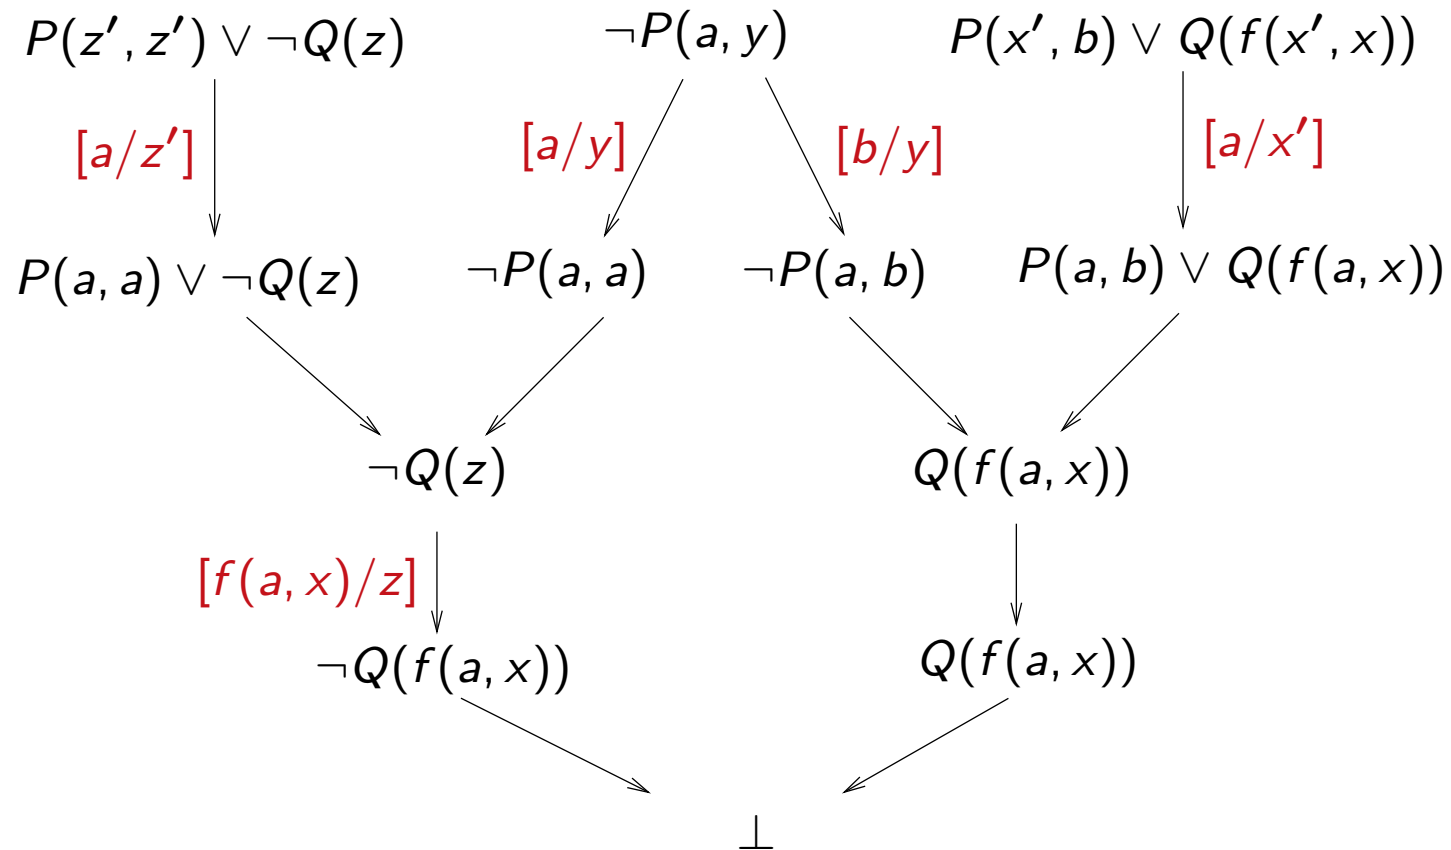 P(z′, z′) ∨ ¬Q(z) ¬P(a, y) P(x′, b) ∨ Q(f(x′, x))
[a/z′] [a/y] [b/y] [a/x′]
P(a, a) ∨ ¬Q(z) ¬P(a, a) ¬P(a, b) P(a, b) ∨ Q(f(a, x))
¬Q(z) Q(f(a, x))
[f(a, x)/z]
¬Q(f(a, x)) Q(f(a, x))
⊥